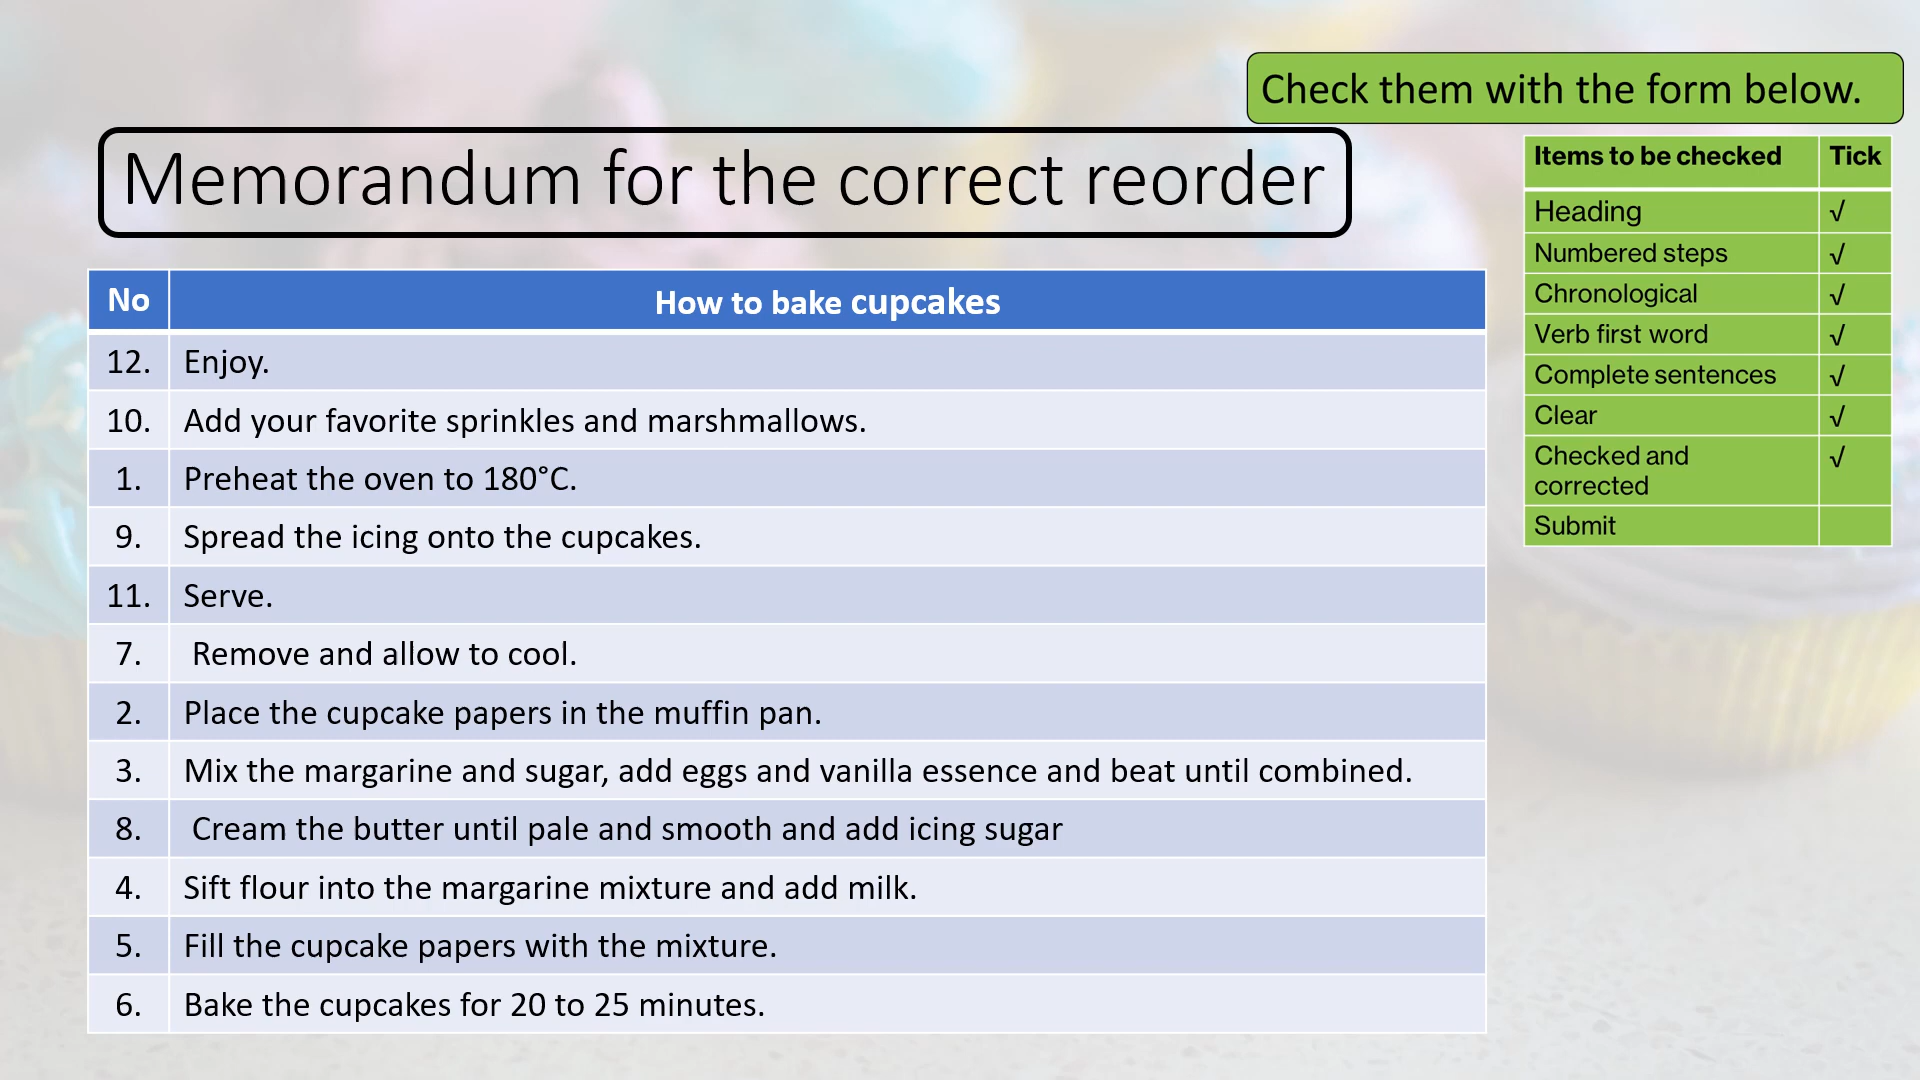 Check them with the form below.
Memorandum for the correct reorder
Items to be checked Tick
Heading √
Numbered steps √
Chronological √
Verb first word √
Complete sentences √
Clear √
Checked and √
corrected
Submit
No How to bake cupcakes
12. Enjoy.
10. Add your favorite sprinkles and marshmallows.
1. Preheat the oven to 180°C.
9. Spread the icing onto the cupcakes.
11. Serve.
7. Remove and allow to cool.
2. Place the cupcake papers in the muffin pan.
3. Mix the margarine and sugar, add eggs and vanilla essence and beat until combined.
8. Cream the butter until pale and smooth and add icing sugar
4. Sift flour into the margarine mixture and add milk.
5. Fill the cupcake papers with the mixture.
6. Bake the cupcakes for 20 to 25 minutes.